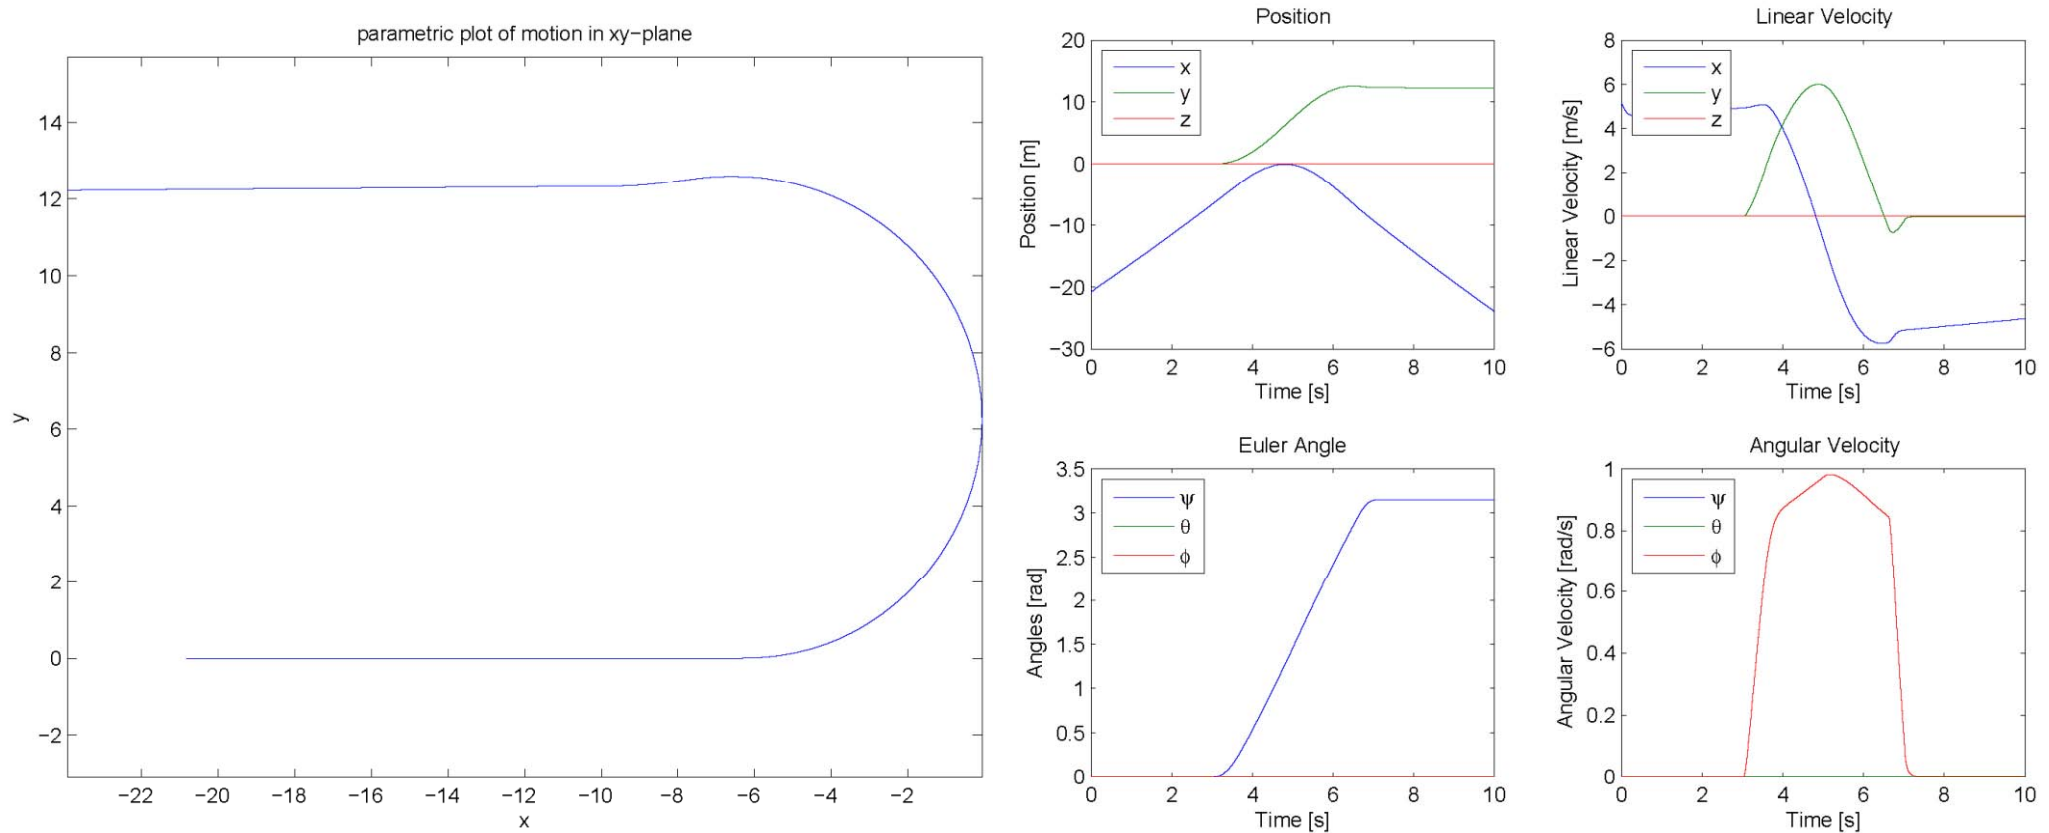 parametric plot of motion in xy−plane
y
14
12
10
8
6
4
2
0
−2
−22 −20 −18 −16 −14 −12 −10 −8 −6 −4 −2
x
Position
Position [m]
20
10
0
−10
−20
−30
x
y
z
0 2 4 6 8 10
Time [s]
Linear Velocity
Linear Velocity [m/s]
8
6
4
2
0
−2
−4
−6
x
y
z
0 2 4 6 8 10
Time [s]
Euler Angle
Angles [rad]
3.5
3
2.5
2
1.5
1
0.5
0
ψ
θ
ϕ
0 2 4 6 8 10
Time [s]
Angular Velocity
Angular Velocity [rad/s]
1
0.8
0.6
0.4
0.2
0
ψ
θ
ϕ
0 2 4 6 8 10
Time [s]